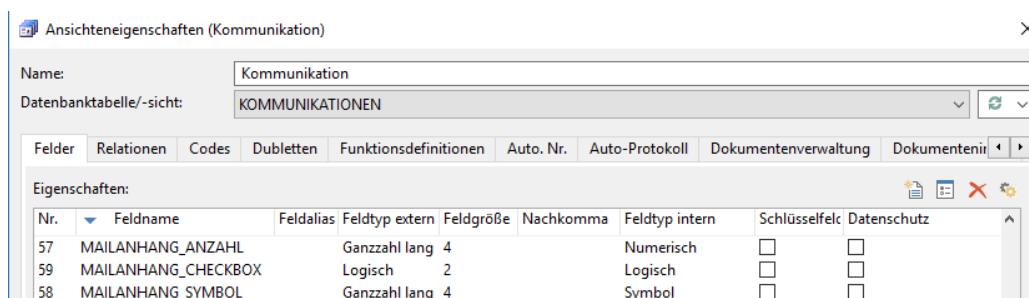 Ansichteneigenschaften (Kommunikation)
Name: Kommunikation
Datenbanktabelle/-sicht: KOMMUNIKATIONEN
Felder Relationen Codes Dubletten Funktionsdefinitionen Auto. Nr. Auto-Protokoll Dokumentenverwaltung Dokumentenin
Eigenschaften:
Nr. Feldname Feldalias Feldtyp extern Feldgröße Nachkomma Feldtyp intern Schlüsselfeld Datenschutz
57 MAILANHANG_ANZAHL Ganzzahl lang 4 Numerisch
59 MAILANHANG_CHECKBOX Logisch 2 Logisch
58 MAILANHANG_SYMBOL Ganzzahl lang 4 Symbol